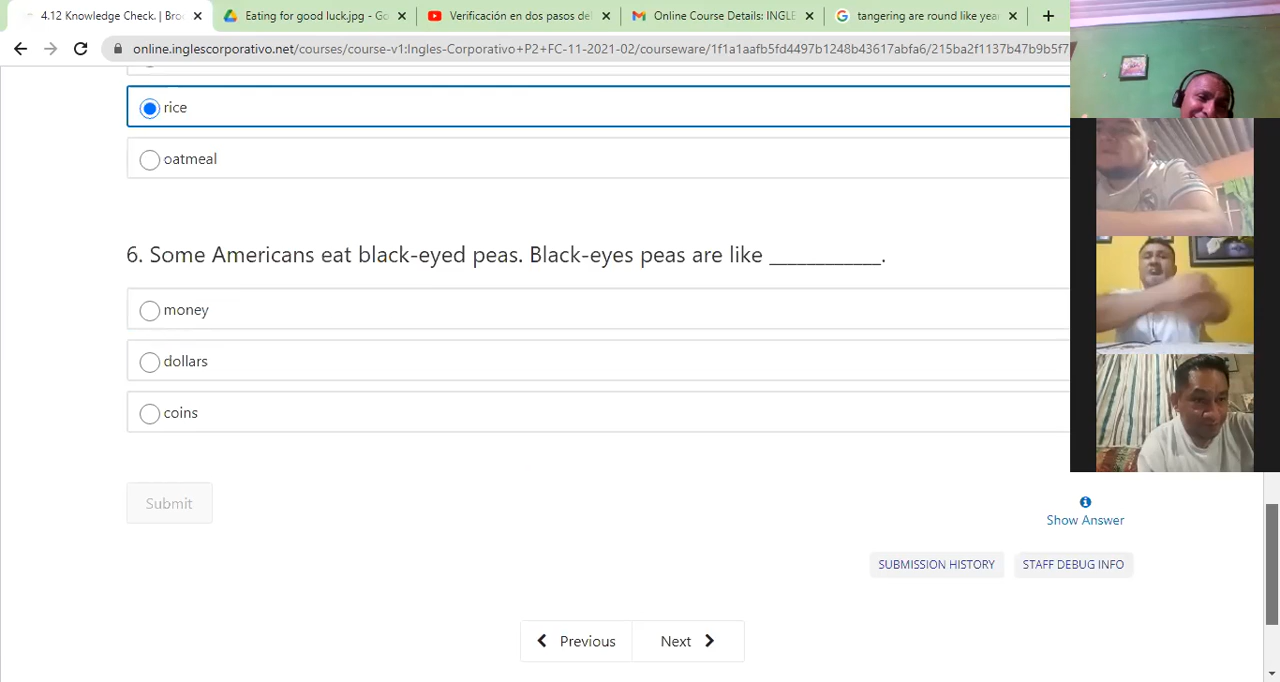 4.12 Knowledge Check. | Bro
Eating for good luck.jpg - Go
Verificación en dos pasos de
Online Course Details: INGLE
tangering are round like yea
online.inglescorporativo.net/courses/course-v1:Ingles-Corporativo+P2+FC-11-2021-02/courseware/1f1a1aafb5fd4497b1248b43617abfa6/215ba2f1137b47b9b5f7
rice
oatmeal
6. Some Americans eat black-eyed peas. Black-eyes peas are like ____________.
money
dollars
coins
Submit
Show Answer
SUBMISSION HISTORY
STAFF DEBUG INFO
Previous
Next